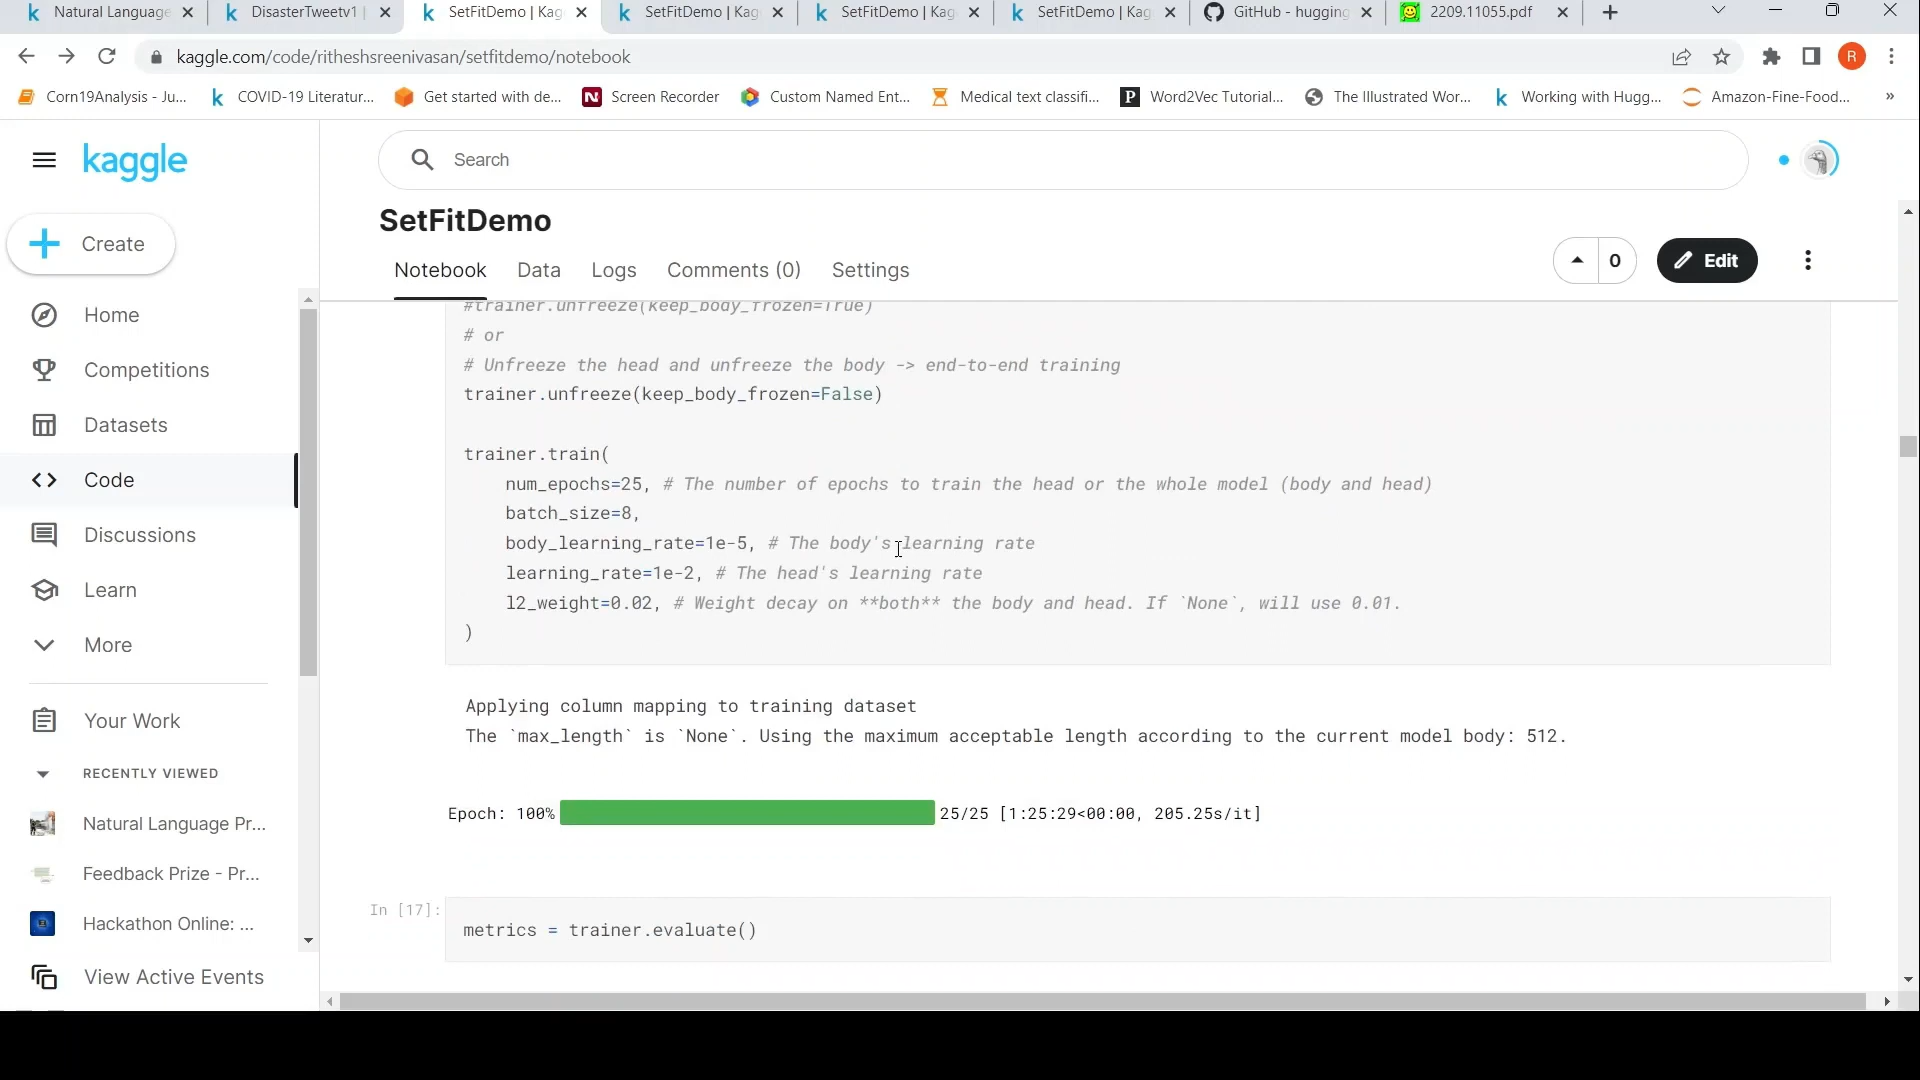 Natural Language
DisasterTweetv1 |
SetFitDemo | Kag
SetFitDemo | Kag
SetFitDemo | Kag
SetFitDemo | Kag
GitHub - hugging
2209.11055.pdf
kaggle.com/code/ritheshsreenivasan/setfitdemo/notebook
R
Corn19Analysis - Ju...
COVID-19 Literatur...
Get started with de...
Screen Recorder
Custom Named Ent...
Medical text classifi...
Word2Vec Tutorial...
The Illustrated Wor...
Working with Hugg...
Amazon-Fine-Food...
»
kaggle
Search
Create
Home
Competitions
Datasets
Code
Discussions
Learn
More
Your Work
RECENTLY VIEWED
Natural Language Pr...
Feedback Prize - Pr...
Hackathon Online: ...
View Active Events
SetFitDemo
Notebook
Data
Logs
Comments (0)
Settings
0
Edit
#trainer.unfreeze(keep_body_frozen=True)
# or
# Unfreeze the head and unfreeze the body -> end-to-end training
trainer.unfreeze(keep_body_frozen=False)
trainer.train(
num_epochs=25, # The number of epochs to train the head or the whole model (body and head)
batch_size=8,
body_learning_rate=1e-5, # The body's learning rate
learning_rate=1e-2, # The head's learning rate
l2_weight=0.02, # Weight decay on **both** the body and head. If `None`, will use 0.01.
)
Applying column mapping to training dataset
The `max_length` is `None`. Using the maximum acceptable length according to the current model body: 512.
Epoch: 100% 25/25 [1:25:29<00:00, 205.25s/it]
In [17]:
metrics = trainer.evaluate()